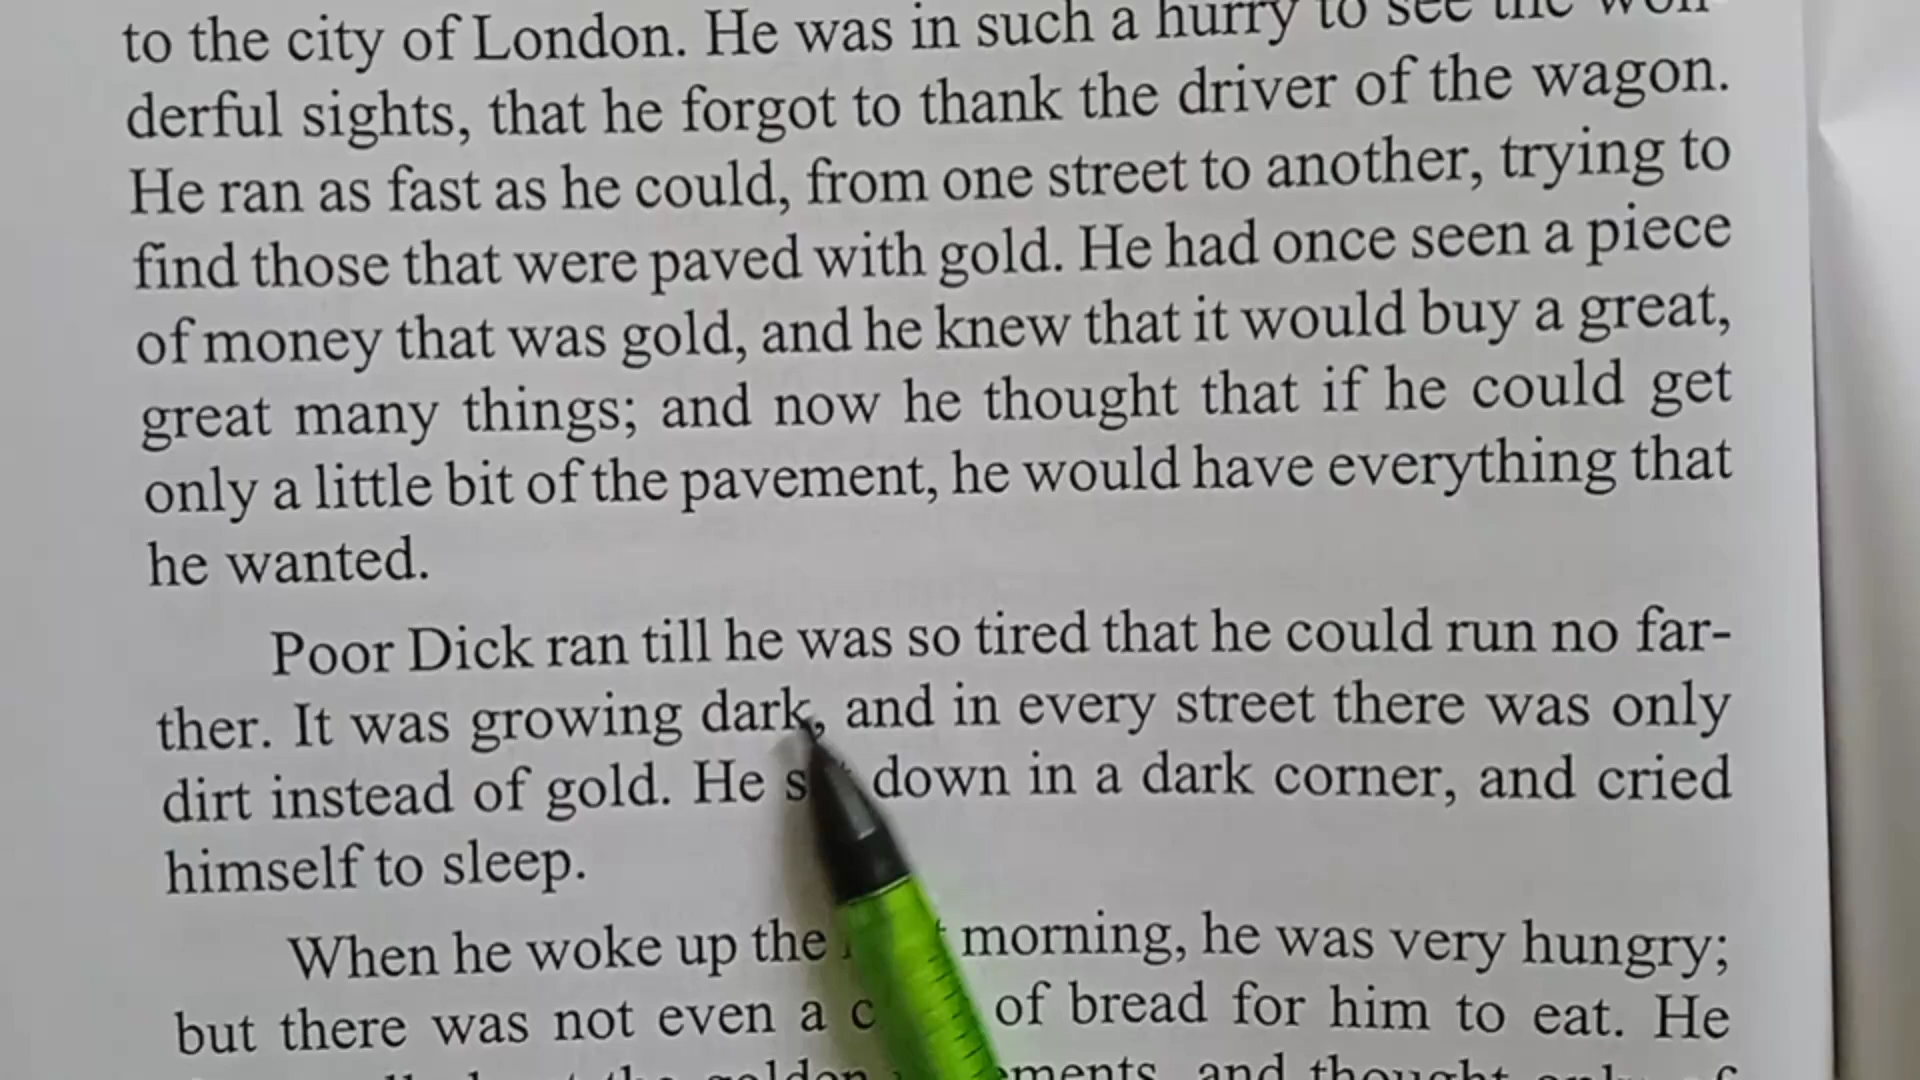 to the city of London. He was in such a hurry to see the won-
derful sights, that he forgot to thank the driver of the wagon.
He ran as fast as he could, from one street to another, trying to
find those that were paved with gold. He had once seen a piece
of money that was gold, and he knew that it would buy a great,
great many things; and now he thought that if he could get
only a little bit of the pavement, he would have everything that
he wanted.
Poor Dick ran till he was so tired that he could run no far-
ther. It was growing dark, and in every street there was only
dirt instead of gold. He down in a dark corner, and cried
himself to sleep.
When he woke up the morning, he was very hungry;
but there was not even a of bread for him to eat. He
the golden and thought only of